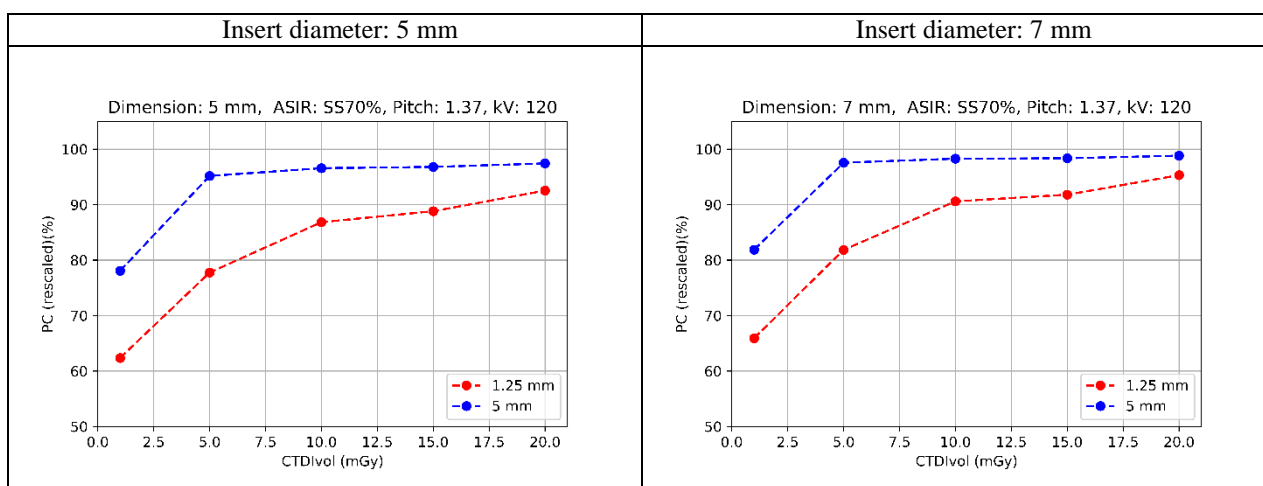 Insert diameter: 5 mm
Insert diameter: 7 mm
Dimension: 5 mm,  ASIR: SS70%, Pitch: 1.37, kV: 120
PC (rescaled)(%)
100
90
80
70
60
50
0.0 2.5 5.0 7.5 10.0 12.5 15.0 17.5 20.0
CTDIvol (mGy)
1.25 mm
5 mm
Dimension: 7 mm,  ASIR: SS70%, Pitch: 1.37, kV: 120
PC (rescaled)(%)
100
90
80
70
60
50
0.0 2.5 5.0 7.5 10.0 12.5 15.0 17.5 20.0
CTDIvol (mGy)
1.25 mm
5 mm